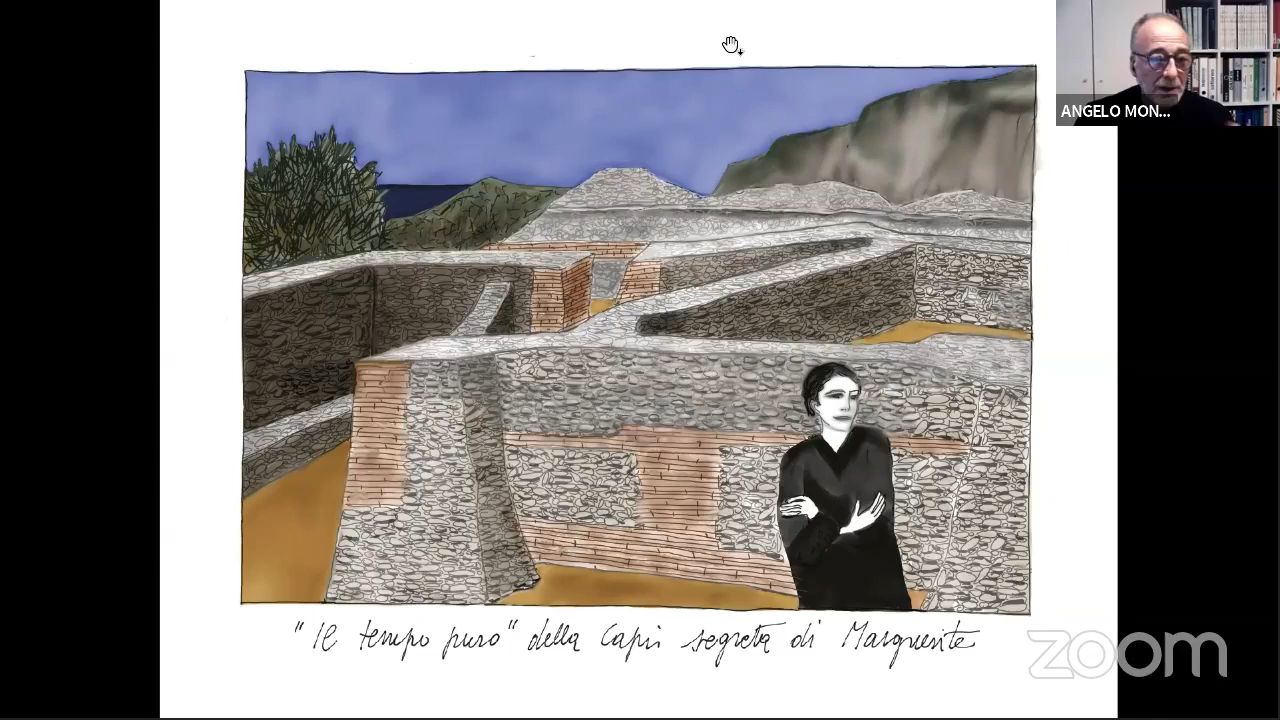 ANGELO MON...
"Il tempo puro" della Capri segreta di Marguerite
zoom